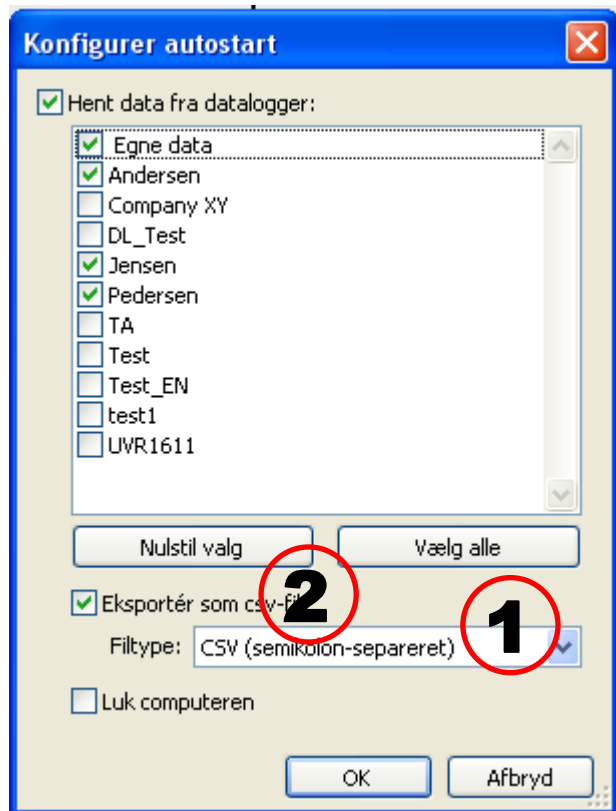 Konfigurer autostart
Hent data fra datalogger:
Egne data
Andersen
Company XY
DL_Test
Jensen
Pedersen
TA
Test
Test_EN
test1
UVR1611
Nulstil valg
Vælg alle
2
Eksportér som csv-fil
1
Filtype: CSV (semikolon-separeret)
Luk computeren
OK
Afbryd